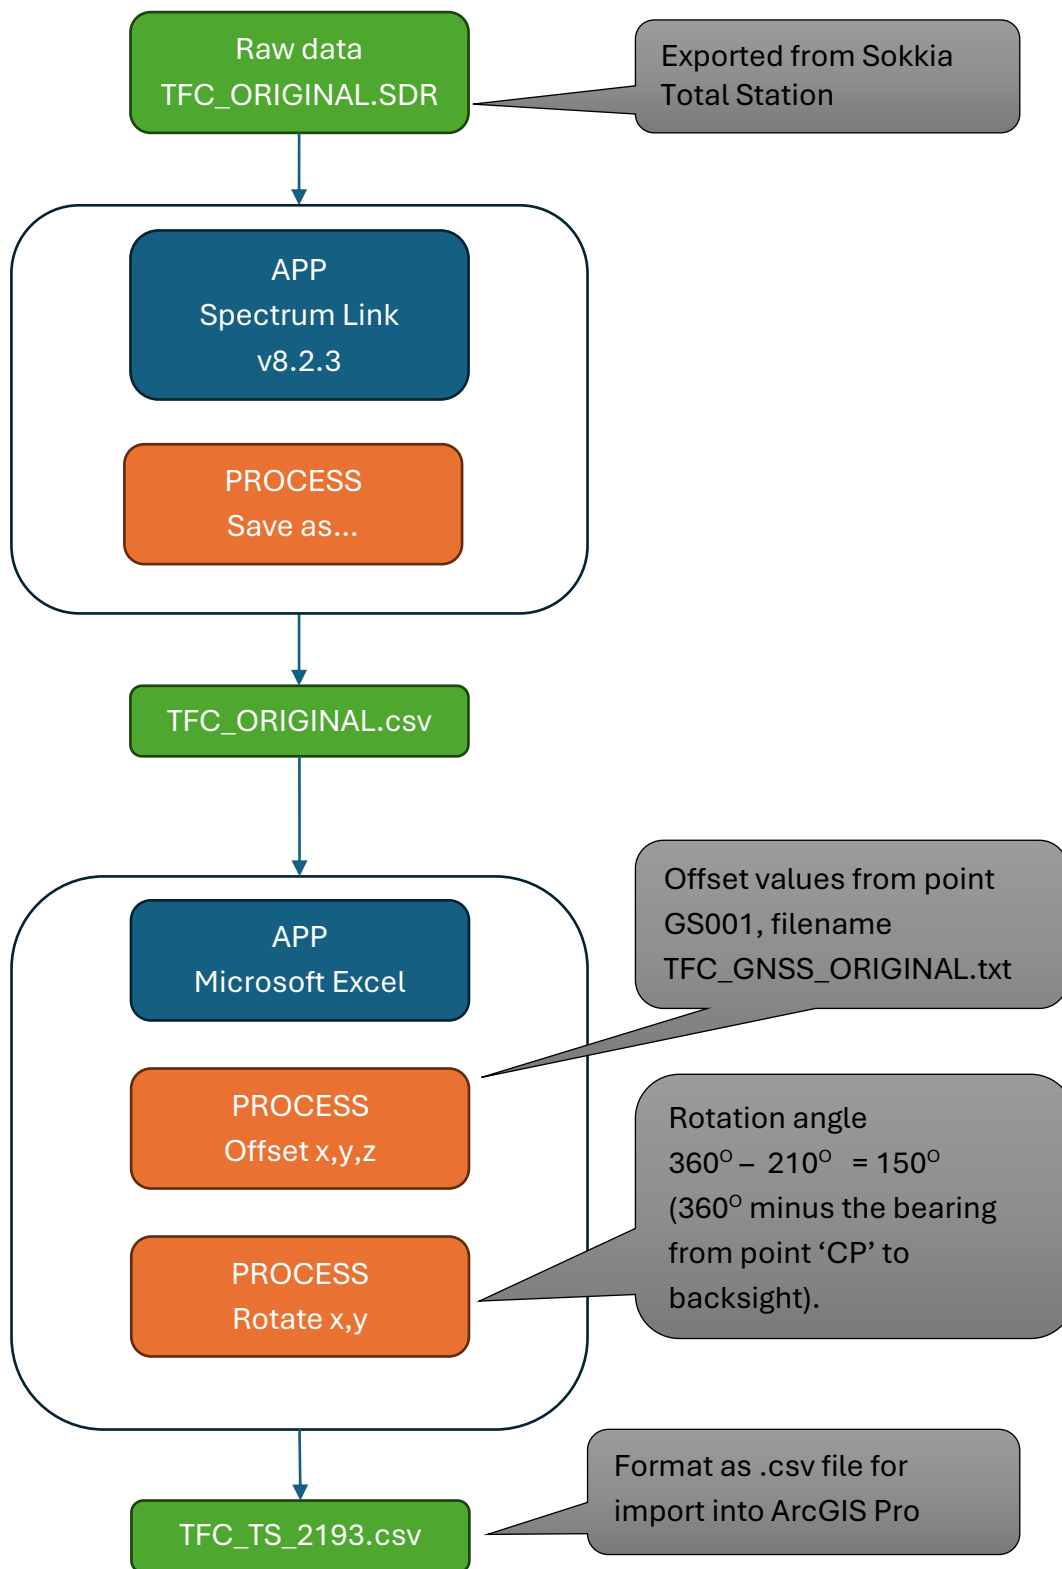 Raw data
TFC_ORIGINAL.SDR
Exported from Sokkia
Total Station
APP
Spectrum Link
v8.2.3
PROCESS
Save as...
TFC_ORIGINAL.csv
APP
Microsoft Excel
Offset values from point
GS001, filename
TFC_GNSS_ORIGINAL.txt
PROCESS
Offset x,y,z
Rotation angle
360° – 210° = 150°
(360° minus the bearing
from point ‘CP’ to
backsight).
PROCESS
Rotate x,y
Format as .csv file for
import into ArcGIS Pro
TFC_TS_2193.csv